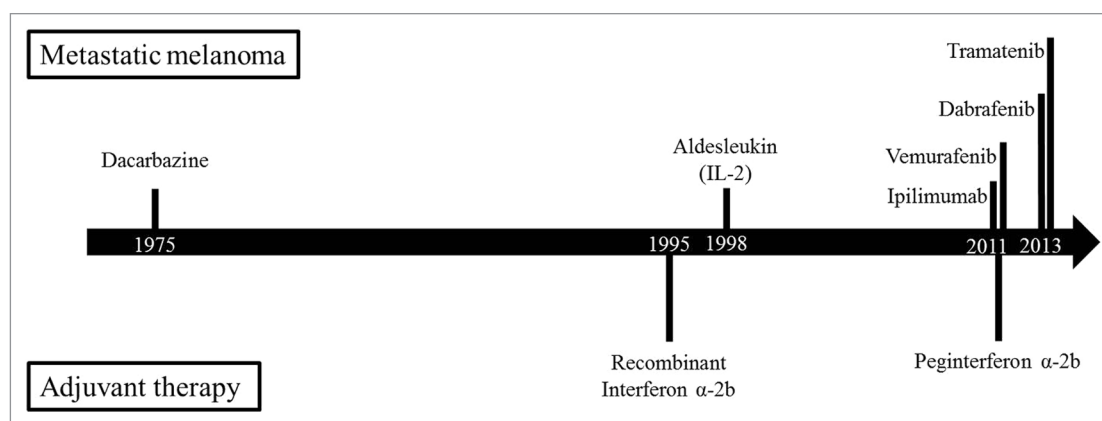 Metastatic melanoma
Tramatenib
Dabrafenib
Dacarbazine
Aldesleukin
(IL-2)
Vemurafenib
Ipilimumab
1975
1995
1998
2011
2013
Recombinant
Interferon α-2b
Peginterferon α-2b
Adjuvant therapy